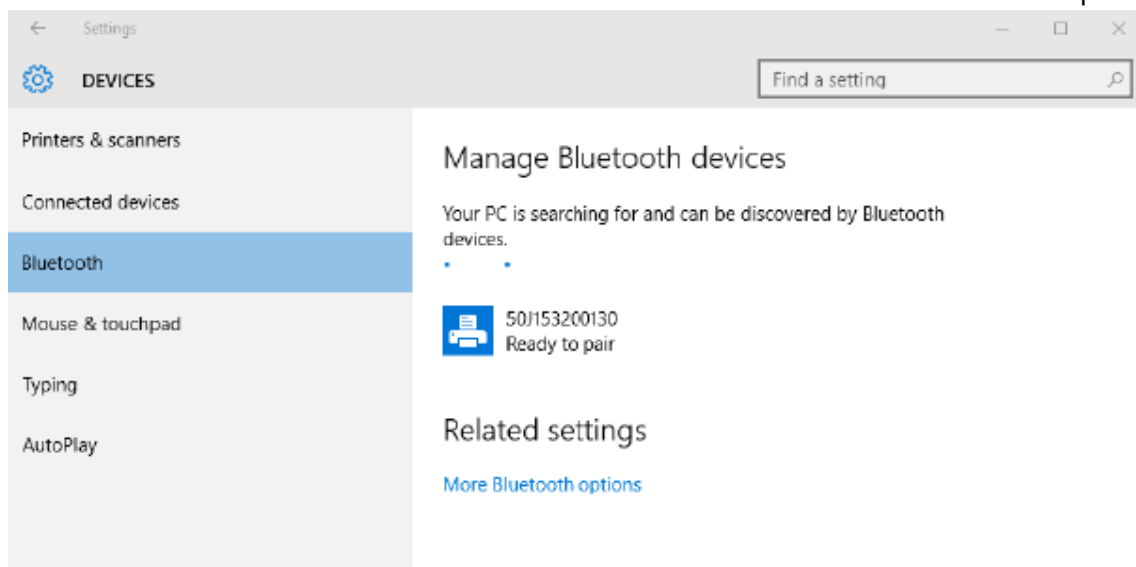 Settings
DEVICES
Find a setting
Printers & scanners
Connected devices
Bluetooth
Mouse & touchpad
Typing
AutoPlay
Manage Bluetooth devices
Your PC is searching for and can be discovered by Bluetooth
devices.
50J153200130
Ready to pair
Related settings
More Bluetooth options